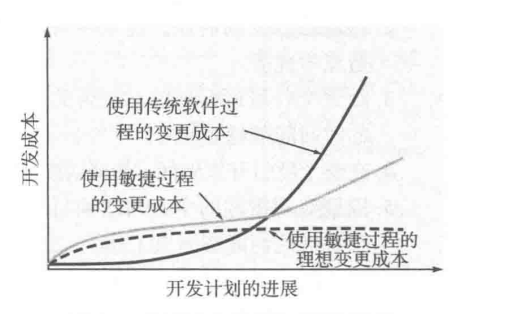 使用传统软件过
程的变更成本
使用敏捷过程
的变更成本
使用敏捷过程的
理想变更成本
开发成本
开发计划的进展